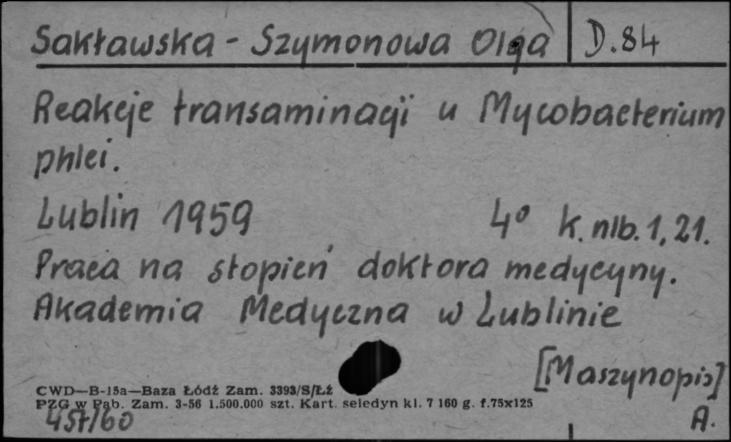 Sakławska - Szymonowa Olga D.84
Reakcje transaminacji u Mycobacterium
phlei.
Lublin 1959 4° k. nlb. 1, 21.
Praca na stopień doktora medycyny.
Akademia Medyczna w Lublinie
[Maszynopis]
CWD—B-15a—Baza Łódź Zam. 3393/S/Łź
PZG w Pab. Zam. 3-56 1.500.000 szt. Kart. seledyn kl. 7 160 g. f.75x125
457/60 A.